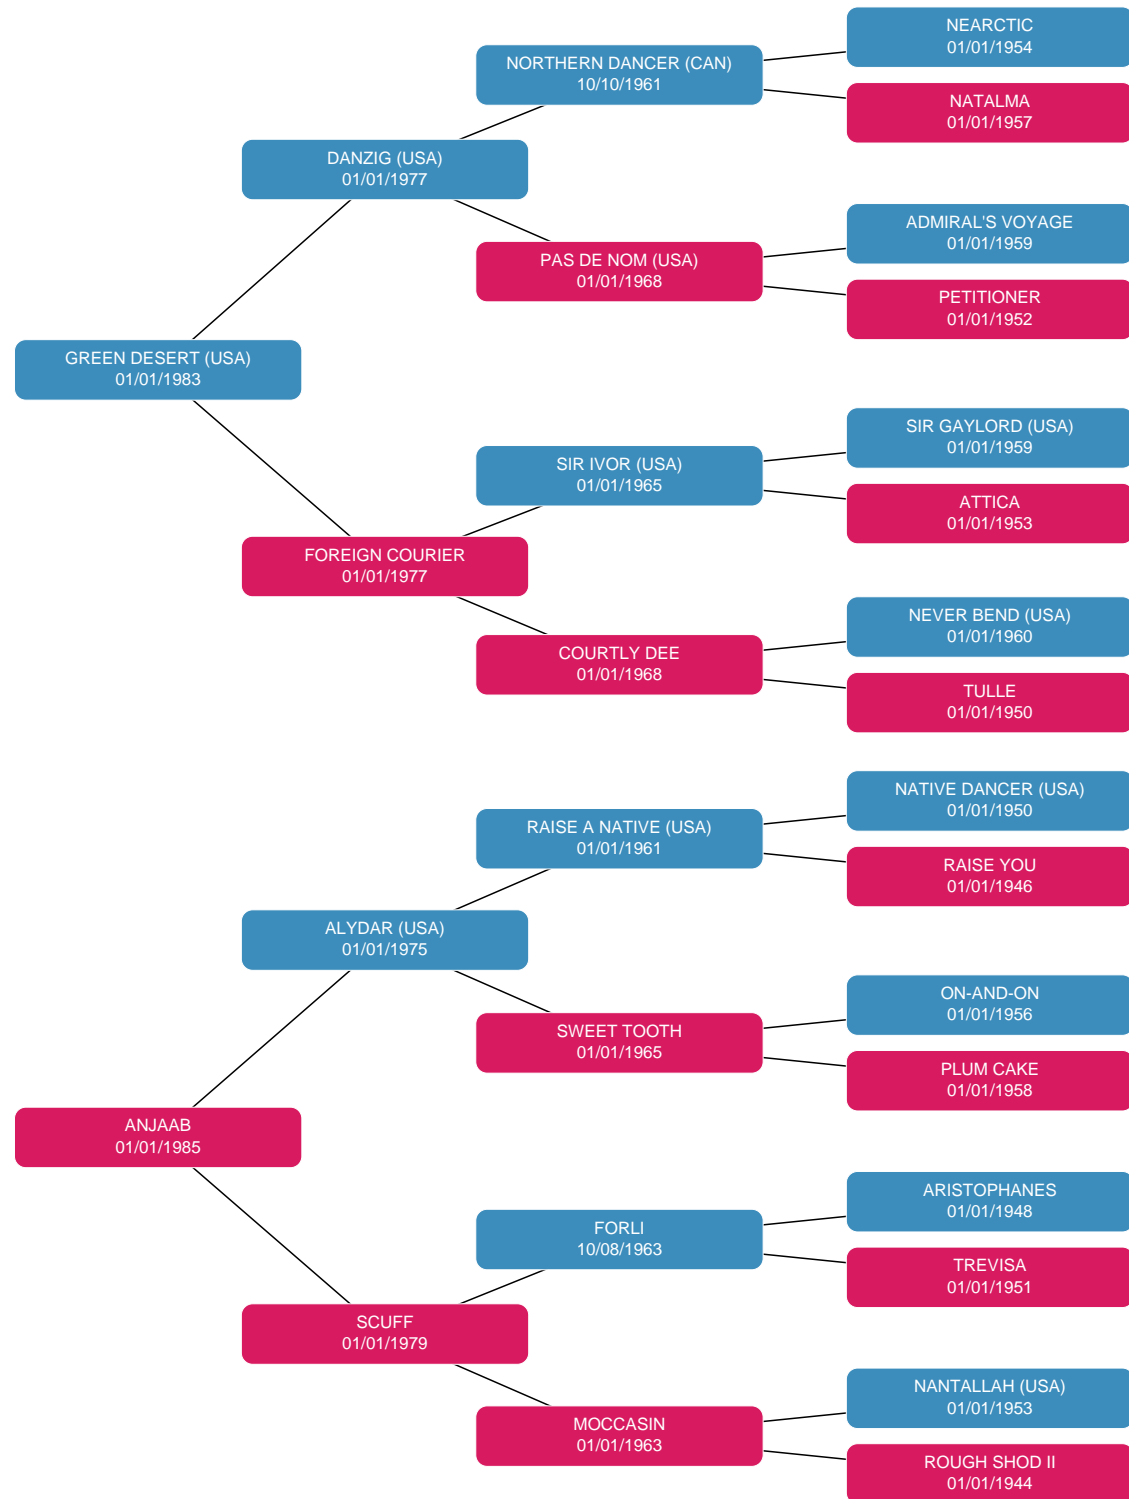 NEARCTIC
01/01/1954
NORTHERN DANCER (CAN)
10/10/1961
NATALMA
01/01/1957
DANZIG (USA)
01/01/1977
ADMIRAL'S VOYAGE
01/01/1959
PAS DE NOM (USA)
01/01/1968
PETITIONER
01/01/1952
GREEN DESERT (USA)
01/01/1983
SIR GAYLORD (USA)
01/01/1959
SIR IVOR (USA)
01/01/1965
ATTICA
01/01/1953
FOREIGN COURIER
01/01/1977
NEVER BEND (USA)
01/01/1960
COURTLY DEE
01/01/1968
TULLE
01/01/1950
NATIVE DANCER (USA)
01/01/1950
RAISE A NATIVE (USA)
01/01/1961
RAISE YOU
01/01/1946
ALYDAR (USA)
01/01/1975
ON-AND-ON
01/01/1956
SWEET TOOTH
01/01/1965
PLUM CAKE
01/01/1958
ANJAAB
01/01/1985
ARISTOPHANES
01/01/1948
FORLI
10/08/1963
TREVISA
01/01/1951
SCUFF
01/01/1979
NANTALLAH (USA)
01/01/1953
MOCCASIN
01/01/1963
ROUGH SHOD II
01/01/1944